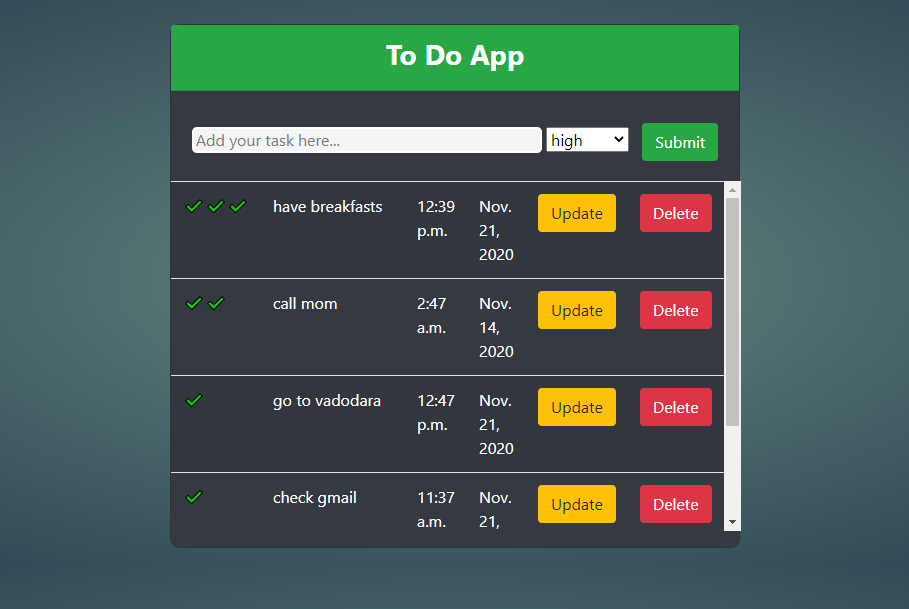 To Do App
Add your task here...
high
Submit
have breakfasts
12:39
p.m.
Nov.
21,
2020
Update
Delete
call mom
2:47
a.m.
Nov.
14,
2020
Update
Delete
go to vadodara
12:47
p.m.
Nov.
21,
2020
Update
Delete
check gmail
11:37
a.m.
Nov.
21,
Update
Delete